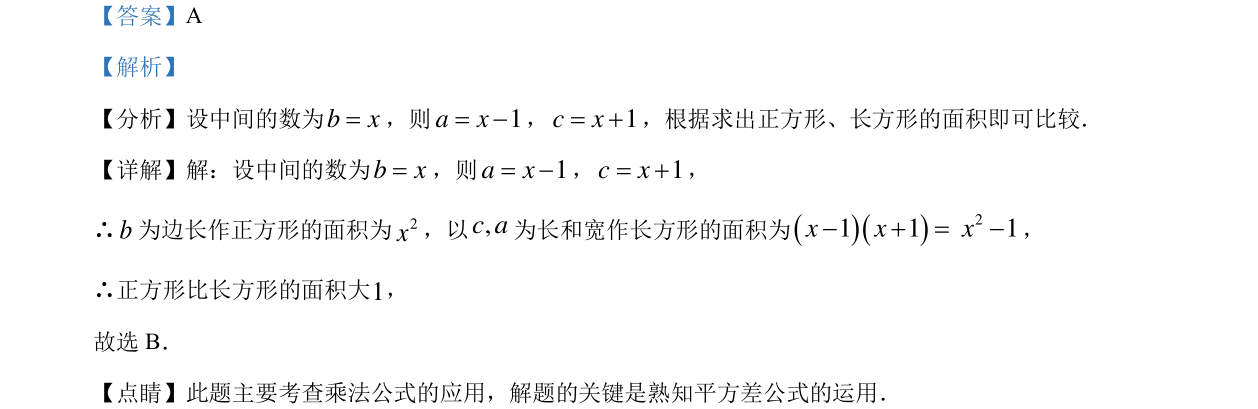 【答案】A
【解析】
【分析】设中间的数为b = x，则a = x−1，c = x+1，根据求出正方形、长方形的面积即可比较．
【详解】解：设中间的数为b = x，则a = x−1，c = x+1，
∴b 为边长作正方形的面积为x²，以c,a 为长和宽作长方形的面积为(x−1)(x+1) = x²−1，
∴正方形比长方形的面积大1，
故选 B．
【点睛】此题主要考查乘法公式的应用，解题的关键是熟知平方差公式的运用．